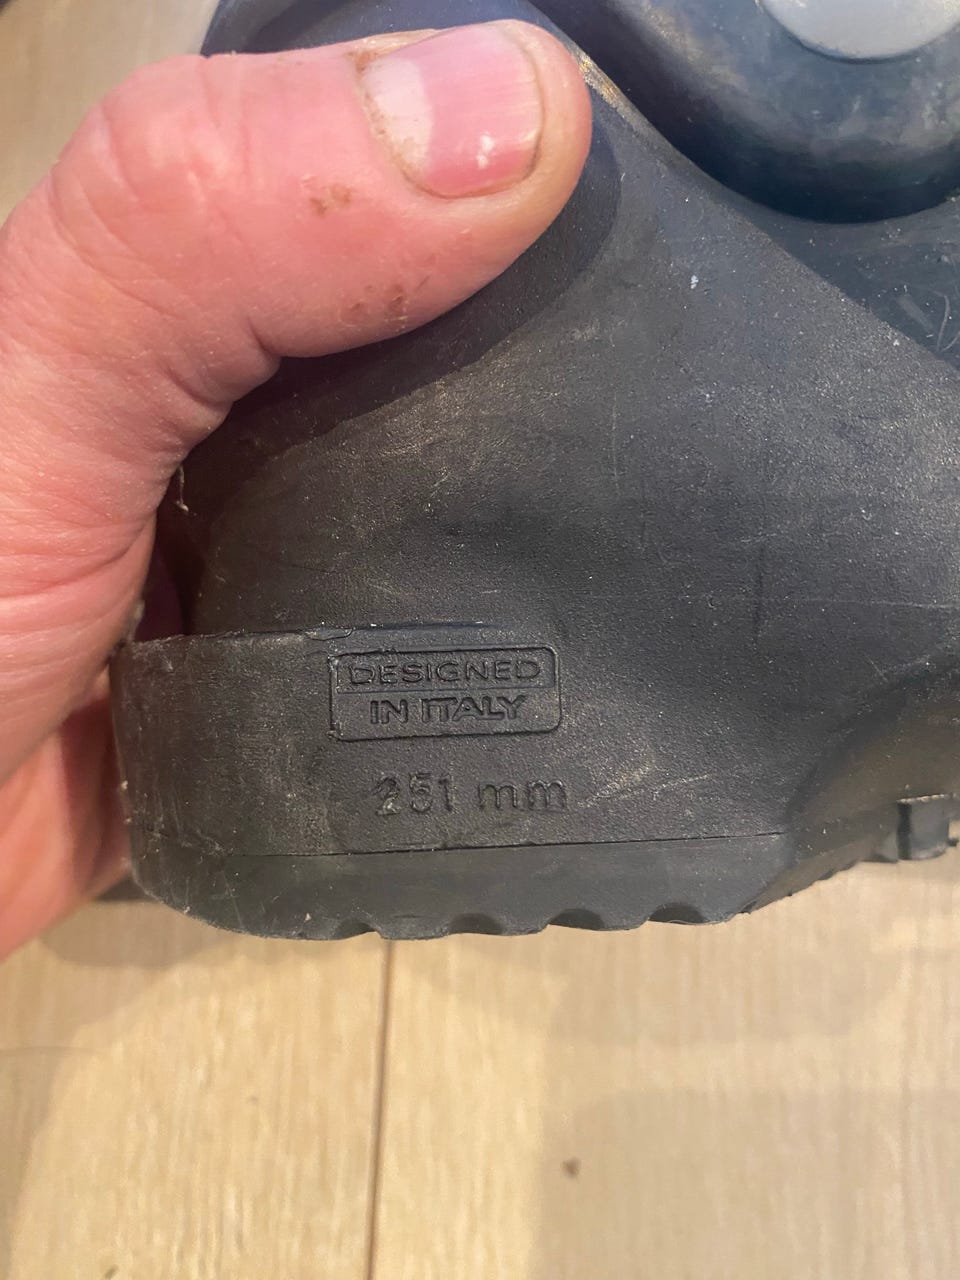 DESIGNED
IN ITALY
251 mm